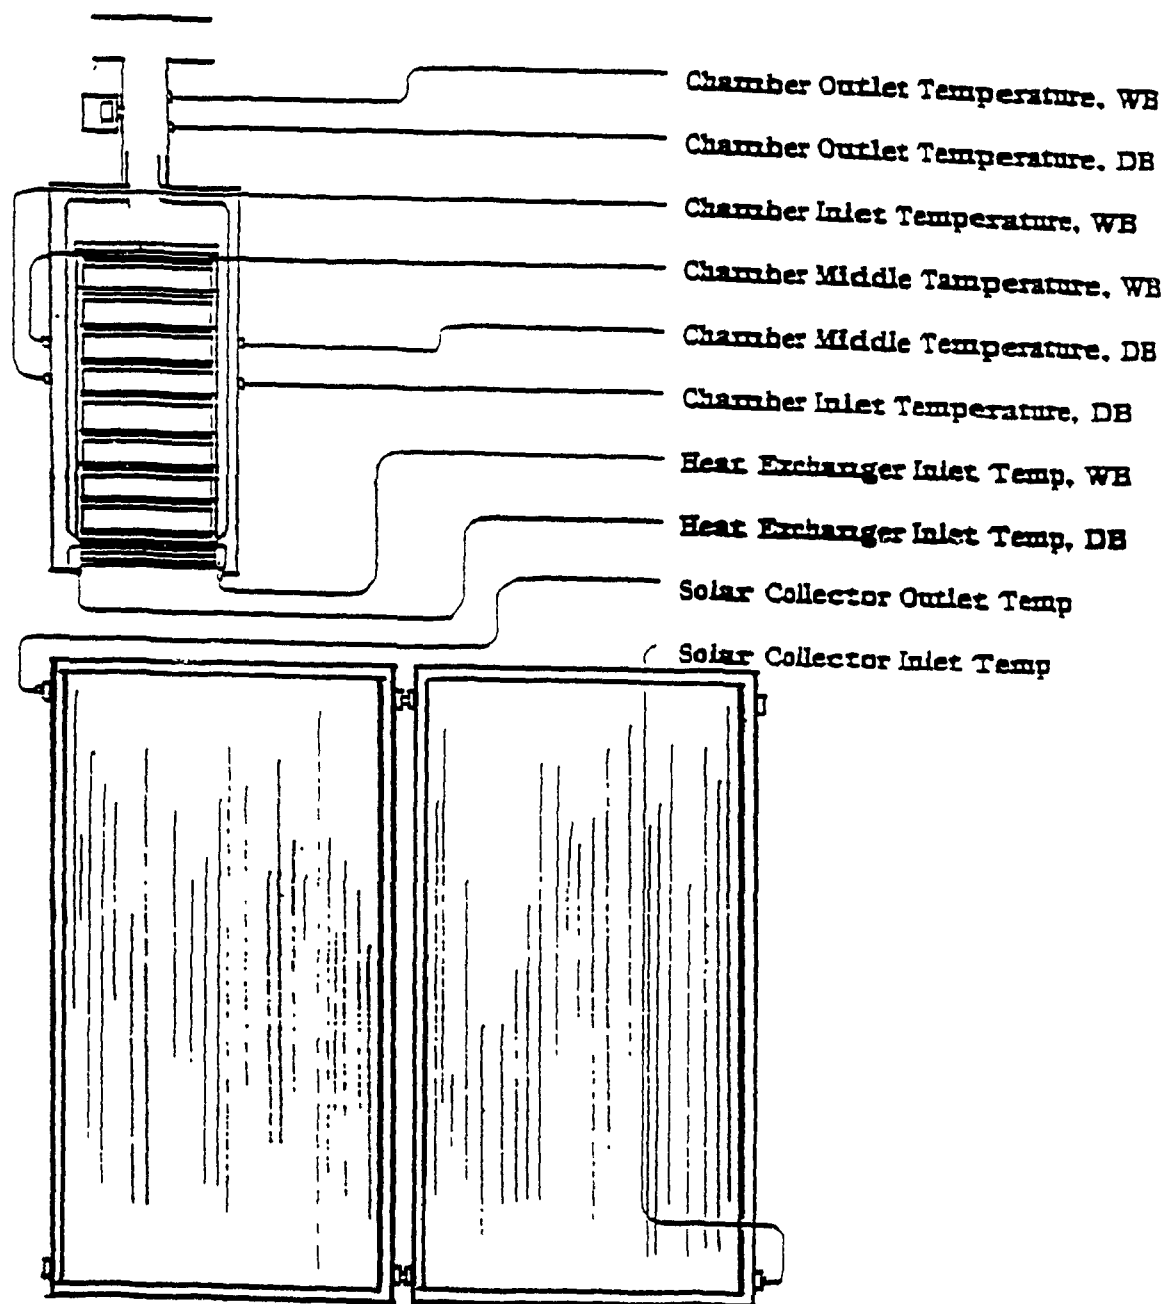 Chamber Outlet Temperature, WB
Chamber Outlet Temperature, DB
Chamber Inlet Temperature, WB
Chamber Middle Tamperature, WB
Chamber Middle Temperature, DB
Chamber Inlet Temperature, DB
Heat Exchanger Inlet Temp, WB
Heat Exchanger Inlet Temp, DB
Solar Collector Outlet Temp
Solar Collector Inlet Temp